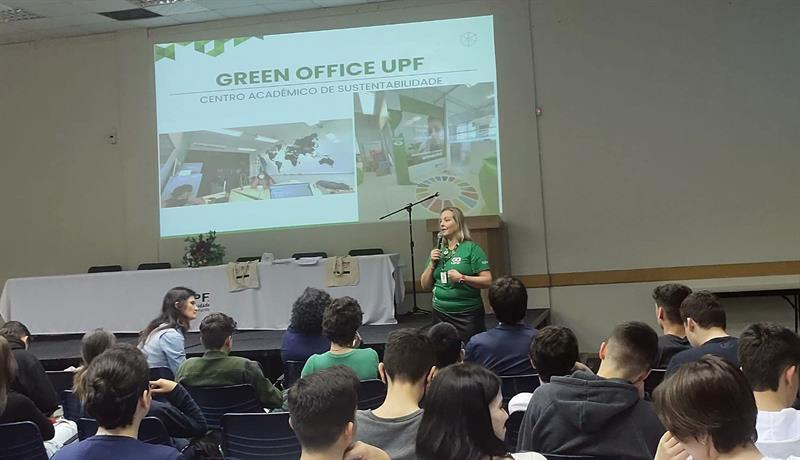 GREEN OFFICE UPF
CENTRO ACADÊMICO DE SUSTENTABILIDADE